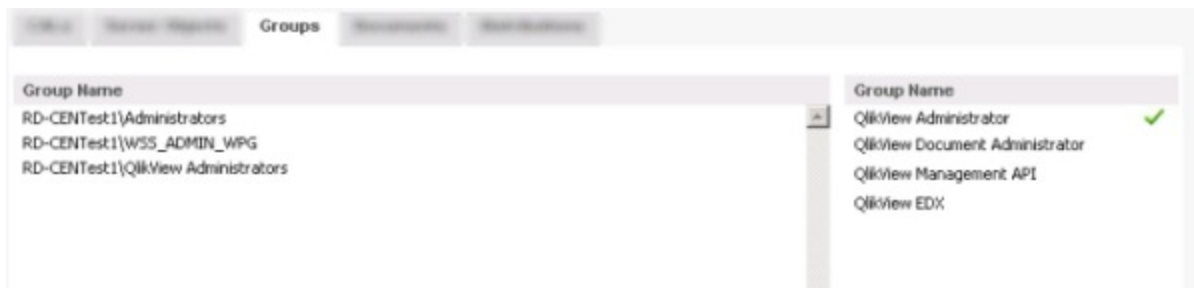 Groups
Group Name
RD-CENTest1\Administrators
RD-CENTest1\WSS_ADMIN_WPG
RD-CENTest1\QlikView Administrators
Group Name
QlikView Administrator
QlikView Document Administrator
QlikView Management API
QlikView EDX